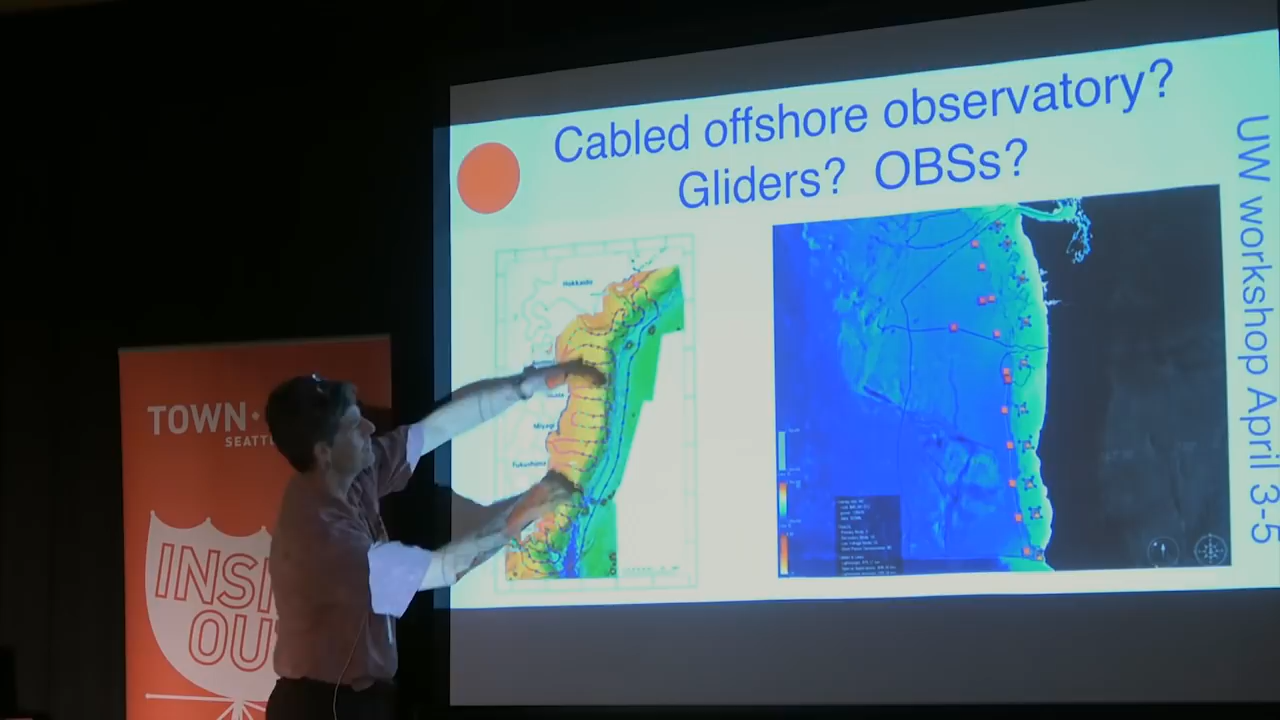 Cabled offshore observatory?
Gliders? OBSs?
UW workshop April 3-5
Hokkaido
Miyagi
Fukushima
TOWN
SEATT
INSI
OU